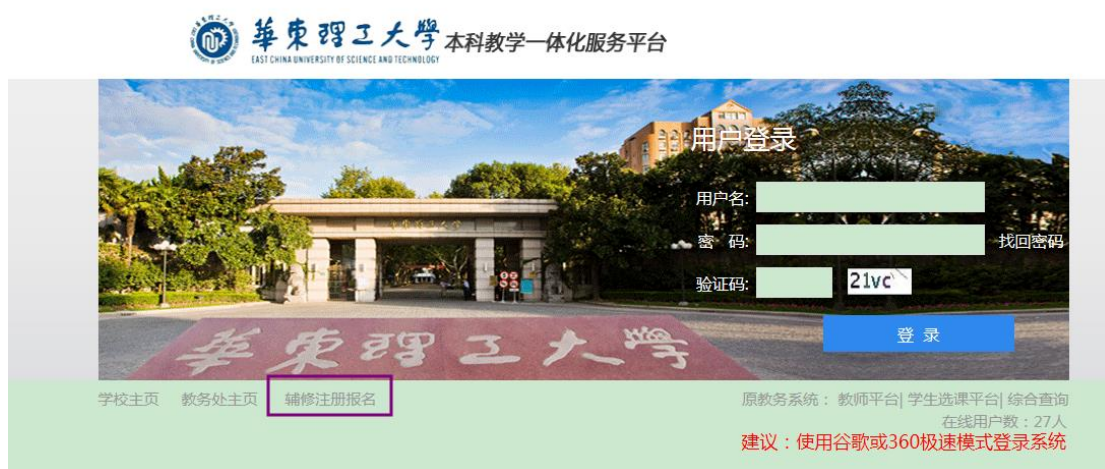 華東理工大學 本科教学一体化服务平台
EAST CHINA UNIVERSITY OF SCIENCE AND TECHNOLOGY
用户登录
用户名:
密 码: 找回密码
验证码: 21vc
登 录
華東理工大學
学校主页 教务处主页 辅修注册报名 原教务系统： 教师平台| 学生选课平台| 综合查询
在线用户数：27人
建议：使用谷歌或360极速模式登录系统